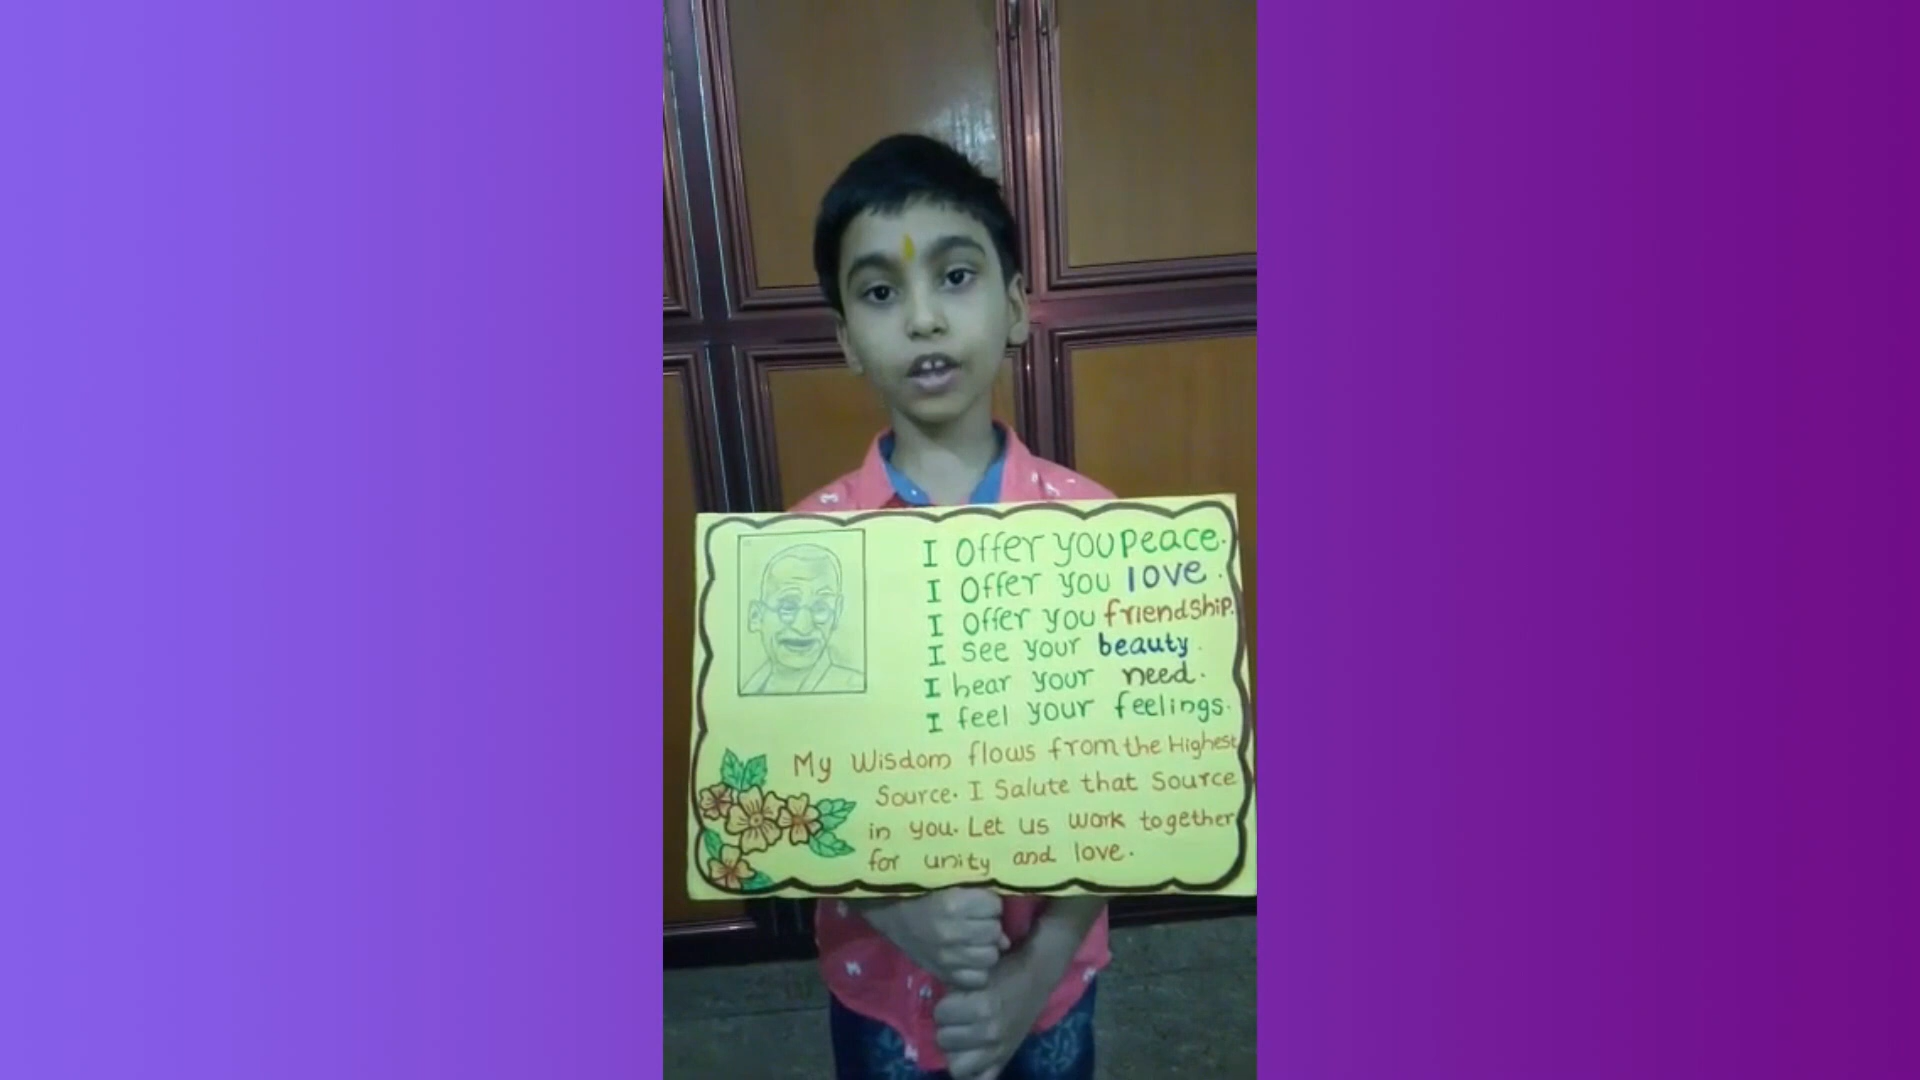 I Offer you peace.
I Offer you love.
I Offer you friendship.
I See your beauty.
I hear your need.
I feel your feelings.
My Wisdom flows from the Highest
Source. I Salute that Source
in you. Let us work together
for unity and love.